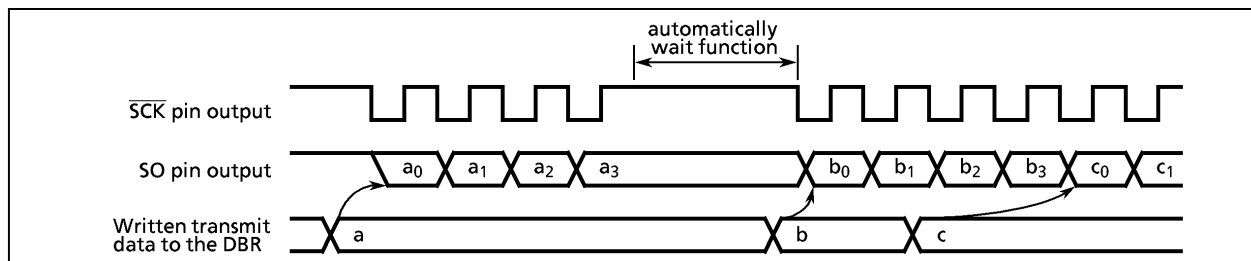 automatically
wait function
SCK pin output
SO pin output
a0 a1 a2 a3 b0 b1 b2 b3 c0 c1
Written transmit
data to the DBR
a b c